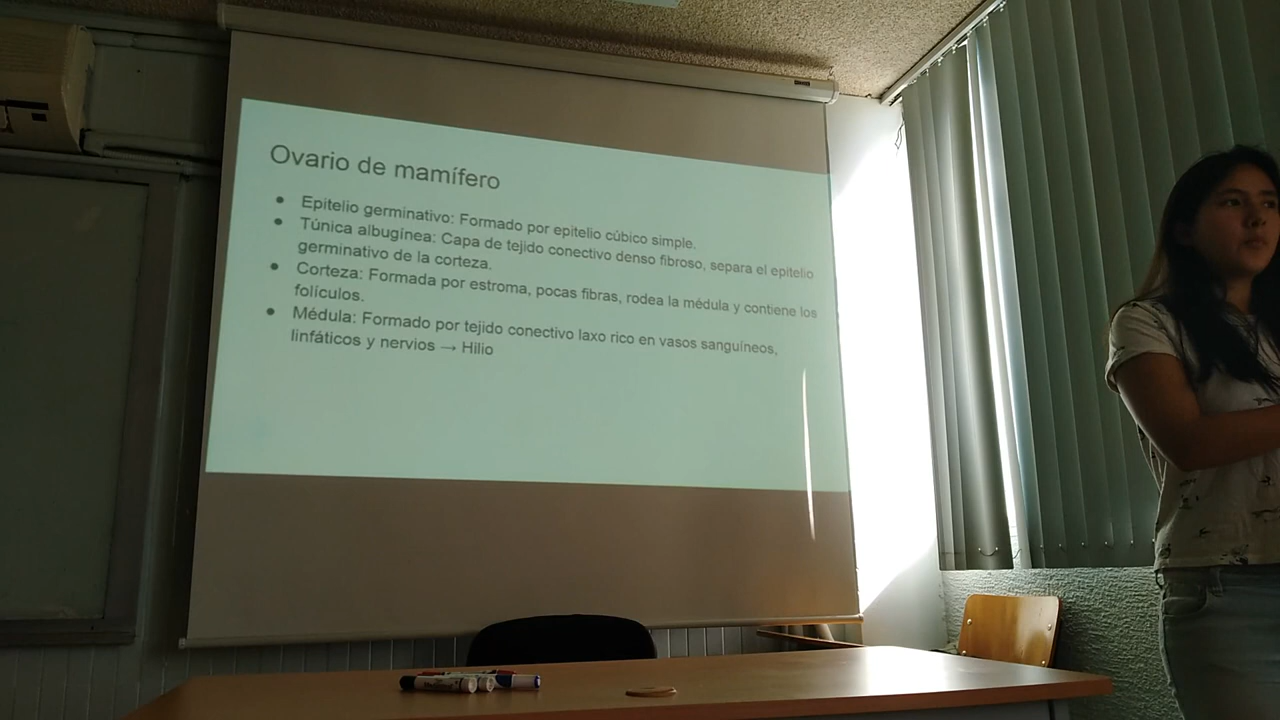 Ovario de mamífero
● Epitelio germinativo: Formado por epitelio cúbico simple.
● Túnica albugínea: Capa de tejido conectivo denso fibroso, separa el epitelio
germinativo de la corteza.
● Corteza: Formada por estroma, pocas fibras, rodea la médula y contiene los
folículos.
● Médula: Formado por tejido conectivo laxo rico en vasos sanguíneos,
linfáticos y nervios → Hilio